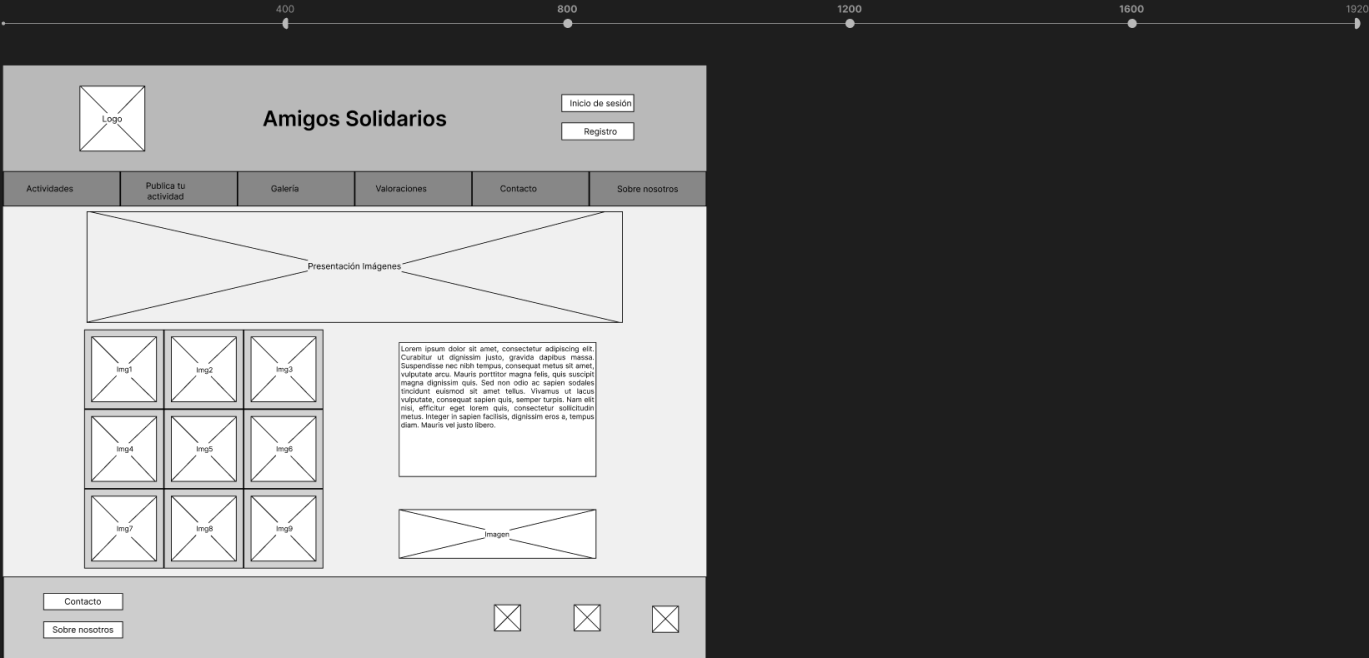 400
800
1200
1600
1920
Logo
Amigos Solidarios
Inicio de sesión
Registro
Actividades
Publica tu
actividad
Galería
Valoraciones
Contacto
Sobre nosotros
Presentación Imágenes
Img1
Img2
Img3
Img4
Img5
Img6
Img7
Img8
Img9
Lorem ipsum dolor sit amet, consectetur adipiscing elit.
Curabitur ut dignissim justo, gravida dapibus massa.
Suspendisse nec nibh tempus, consequat metus sit amet,
vulputate arcu. Mauris porttitor magna felis, quis suscipit
magna dignissim quis. Sed non odio ac sapien sodales
tincidunt euismod sit amet tellus. Vivamus ut lacus
vulputate, consequat sapien quis, semper turpis. Nam elit
nisi, efficitur eget lorem quis, consectetur sollicitudin
metus. Integer in sapien facilisis, dignissim eros a, tempus
diam. Mauris vel justo libero.
Imagen
Contacto
Sobre nosotros